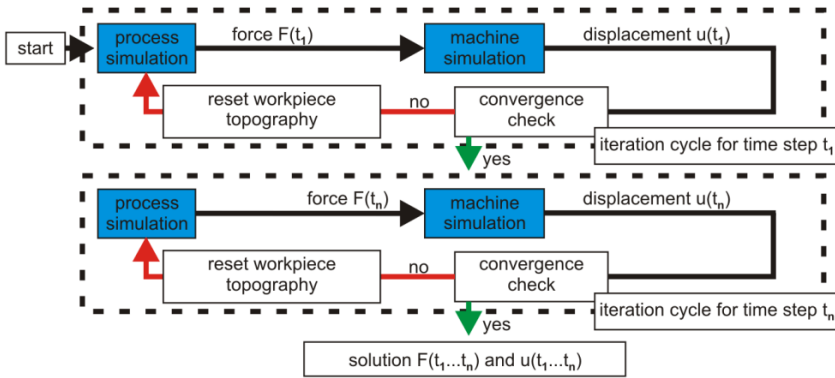 start
process
simulation
force F(t₁)
machine
simulation
displacement u(t₁)
reset workpiece
topography
no
convergence
check
iteration cycle for time step t₁
yes
process
simulation
force F(tₙ)
machine
simulation
displacement u(tₙ)
reset workpiece
topography
no
convergence
check
iteration cycle for time step tₙ
yes
solution F(t₁...tₙ) and u(t₁...tₙ)